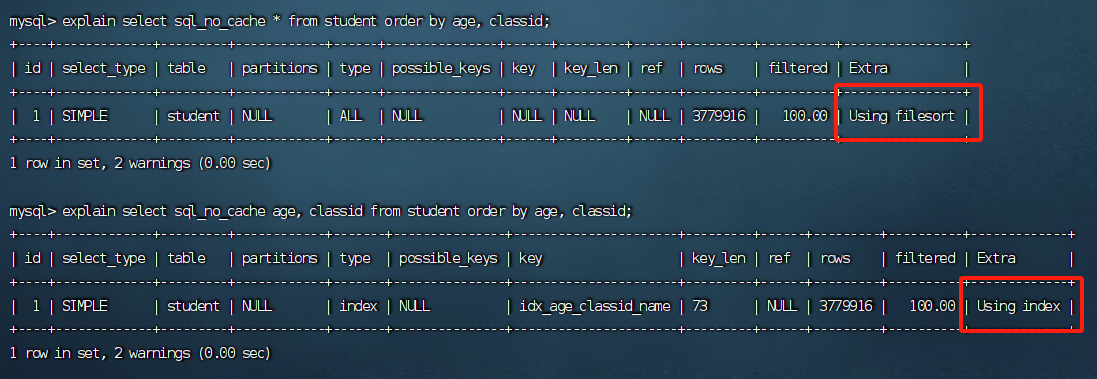 mysql> explain select sql_no_cache * from student order by age, classid;
+----+-------------+---------+------------+------+---------------+------+---------+------+---------+----------+----------------+
| id | select_type | table   | partitions | type | possible_keys | key  | key_len | ref  | rows    | filtered | Extra          |
+----+-------------+---------+------------+------+---------------+------+---------+------+---------+----------+----------------+
|  1 | SIMPLE      | student | NULL       | ALL  | NULL          | NULL | NULL    | NULL | 3779916 |   100.00 | Using filesort |
+----+-------------+---------+------------+------+---------------+------+---------+------+---------+----------+----------------+
1 row in set, 2 warnings (0.00 sec)
mysql> explain select sql_no_cache age, classid from student order by age, classid;
+----+-------------+---------+------------+-------+---------------+----------------------+---------+------+---------+----------+-------------+
| id | select_type | table   | partitions | type  | possible_keys | key                  | key_len | ref  | rows    | filtered | Extra       |
+----+-------------+---------+------------+-------+---------------+----------------------+---------+------+---------+----------+-------------+
|  1 | SIMPLE      | student | NULL       | index | NULL          | idx_age_classid_name | 73      | NULL | 3779916 |   100.00 | Using index |
+----+-------------+---------+------------+-------+---------------+----------------------+---------+------+---------+----------+-------------+
1 row in set, 2 warnings (0.00 sec)